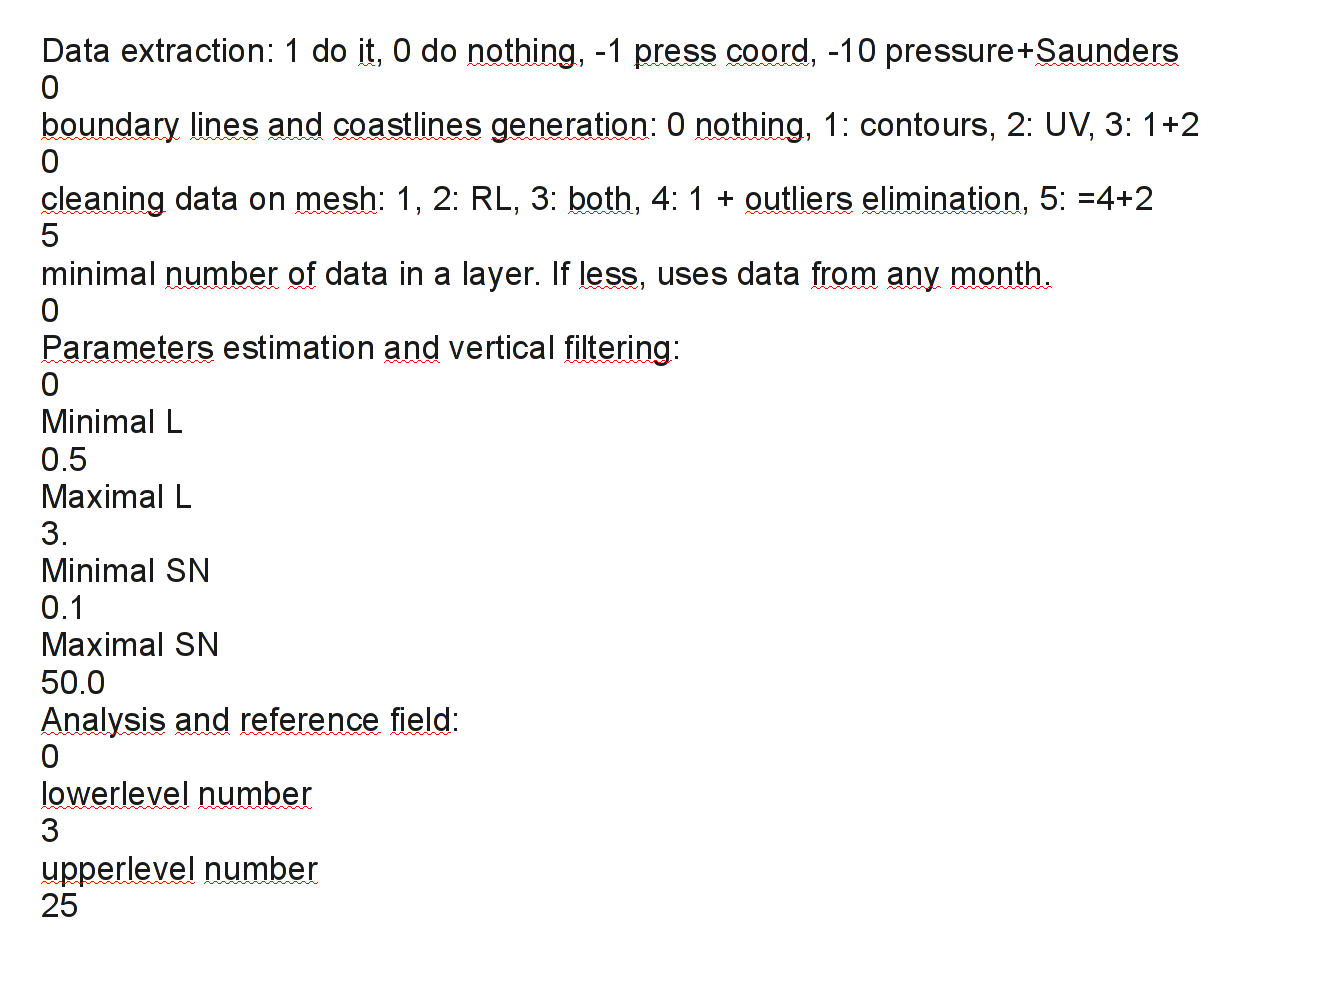 Data extraction: 1 do it, 0 do nothing, -1 press coord, -10 pressure+Saunders
0
boundary lines and coastlines generation: 0 nothing, 1: contours, 2: UV, 3: 1+2
0
cleaning data on mesh: 1, 2: RL, 3: both, 4: 1 + outliers elimination, 5: =4+2
5
minimal number of data in a layer. If less, uses data from any month.
0
Parameters estimation and vertical filtering:
0
Minimal L
0.5
Maximal L
3.
Minimal SN
0.1
Maximal SN
50.0
Analysis and reference field:
0
lowerlevel number
3
upperlevel number
25